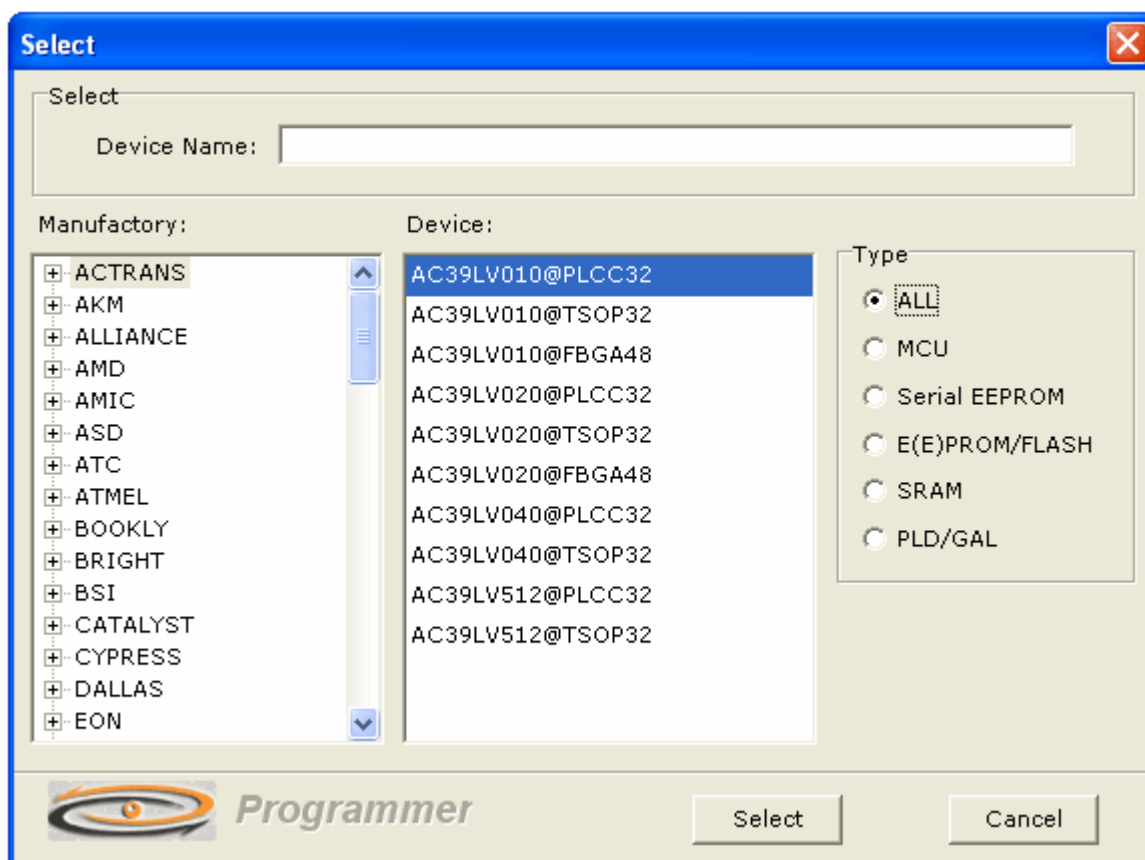 Select
Select
Device Name:
Manufactory:
ACTRANS
AKM
ALLIANCE
AMD
AMIC
ASD
ATC
ATMEL
BOOKLY
BRIGHT
BSI
CATALYST
CYPRESS
DALLAS
EON
Device:
AC39LV010@PLCC32
AC39LV010@TSOP32
AC39LV010@FBGA48
AC39LV020@PLCC32
AC39LV020@TSOP32
AC39LV020@FBGA48
AC39LV040@PLCC32
AC39LV040@TSOP32
AC39LV512@PLCC32
AC39LV512@TSOP32
Type
ALL
MCU
Serial EEPROM
E(E)PROM/FLASH
SRAM
PLD/GAL
Programmer
Select
Cancel